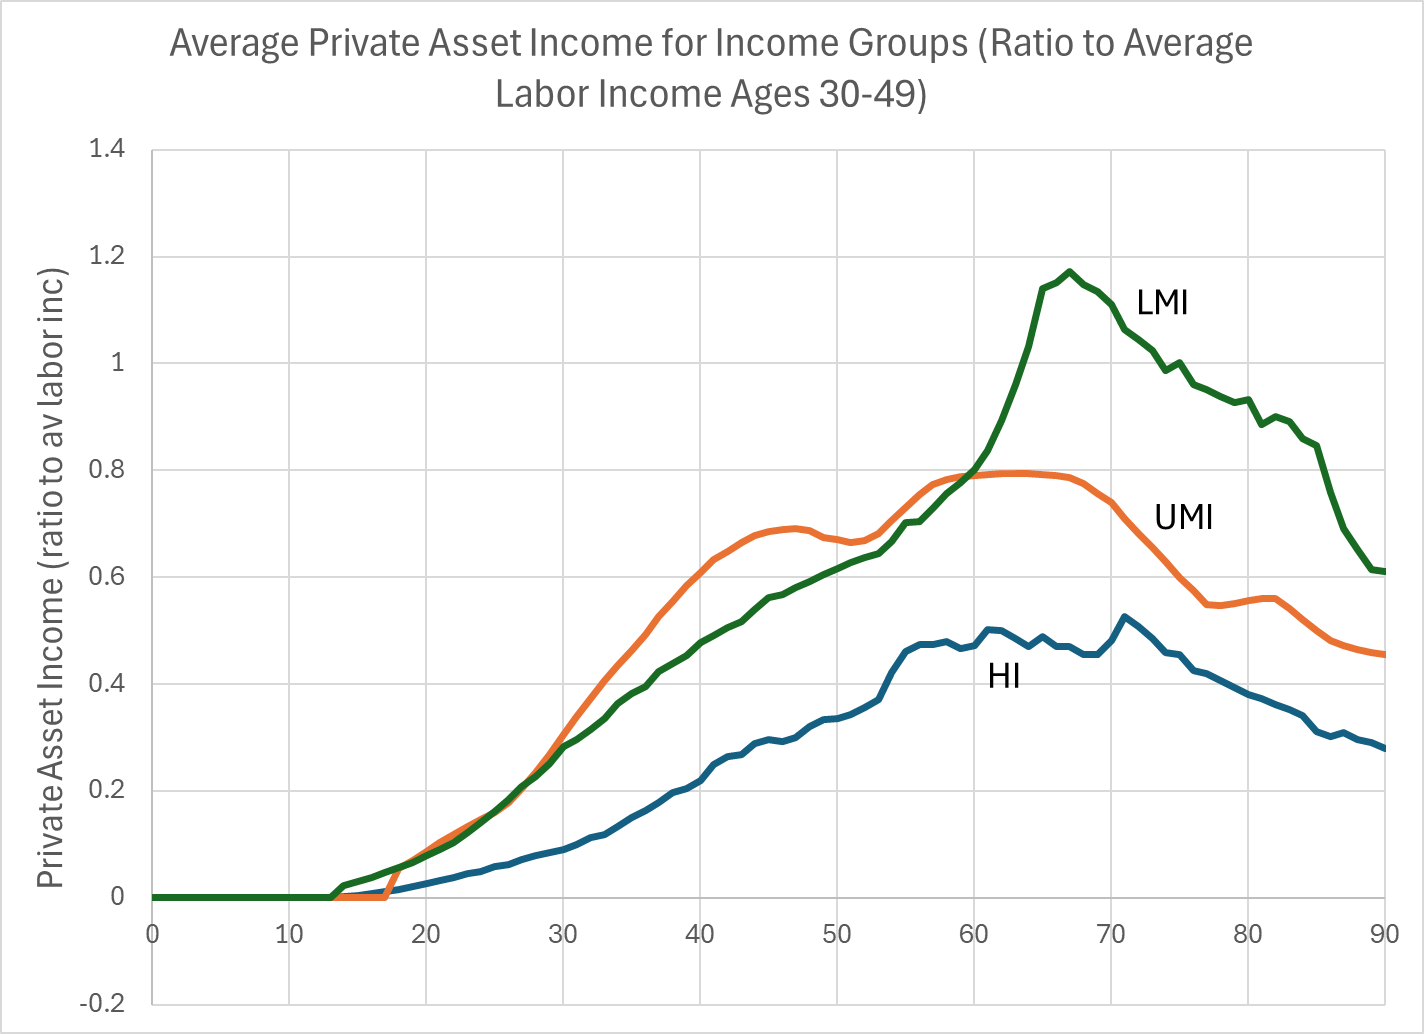 Average Private Asset Income for Income Groups (Ratio to Average
Labor Income Ages 30-49)
Private Asset Income (ratio to av labor inc)
1.4
1.2
1
0.8
0.6
0.4
0.2
0
-0.2
LMI
UMI
HI
0 10 20 30 40 50 60 70 80 90